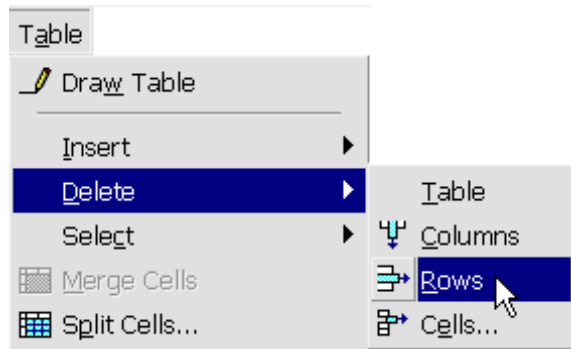 Table
Draw Table
Insert
Delete
Select
Merge Cells
Split Cells...
Table
Columns
Rows
Cells...